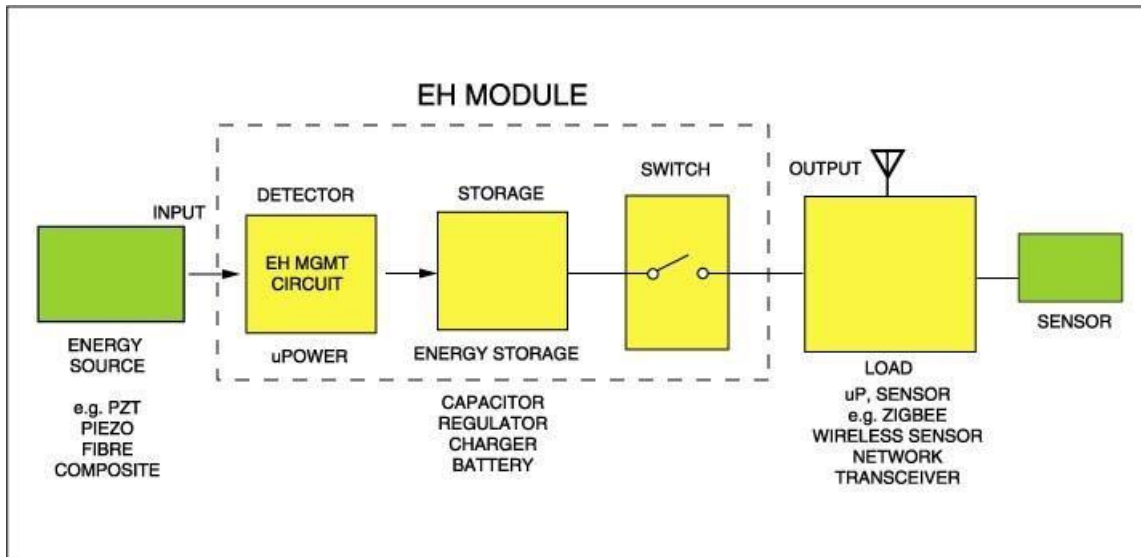 EH MODULE
INPUT
DETECTOR
STORAGE
SWITCH
OUTPUT
EH MGMT
CIRCUIT
uPOWER
ENERGY STORAGE
ENERGY
SOURCE
e.g. PZT
PIEZO
FIBRE
COMPOSITE
CAPACITOR
REGULATOR
CHARGER
BATTERY
LOAD
uP, SENSOR
e.g. ZIGBEE
WIRELESS SENSOR
NETWORK
TRANSCEIVER
SENSOR